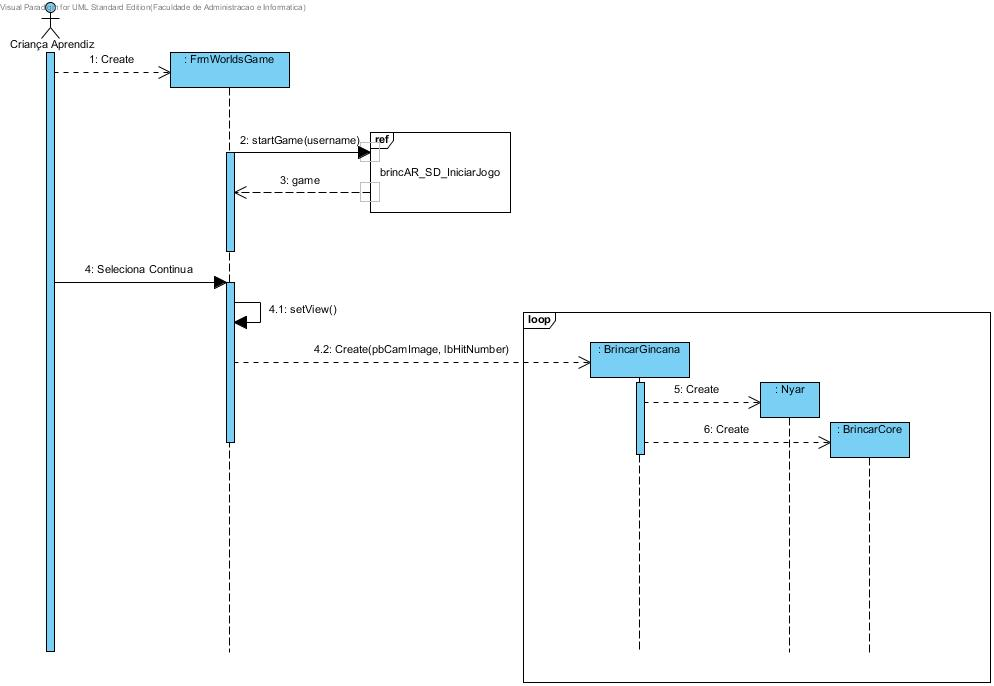 Visual Paradigm for UML Standard Edition(Faculdade de Administracao e Informatica)
Criança Aprendiz
1: Create
: FrmWorldsGame
2: startGame(username)
ref
brincAR_SD_IniciarJogo
3: game
4: Seleciona Continua
4.1: setView()
loop
4.2: Create(pbCamImage, lbHitNumber)
: BrincarGincana
5: Create
: Nyar
6: Create
: BrincarCore